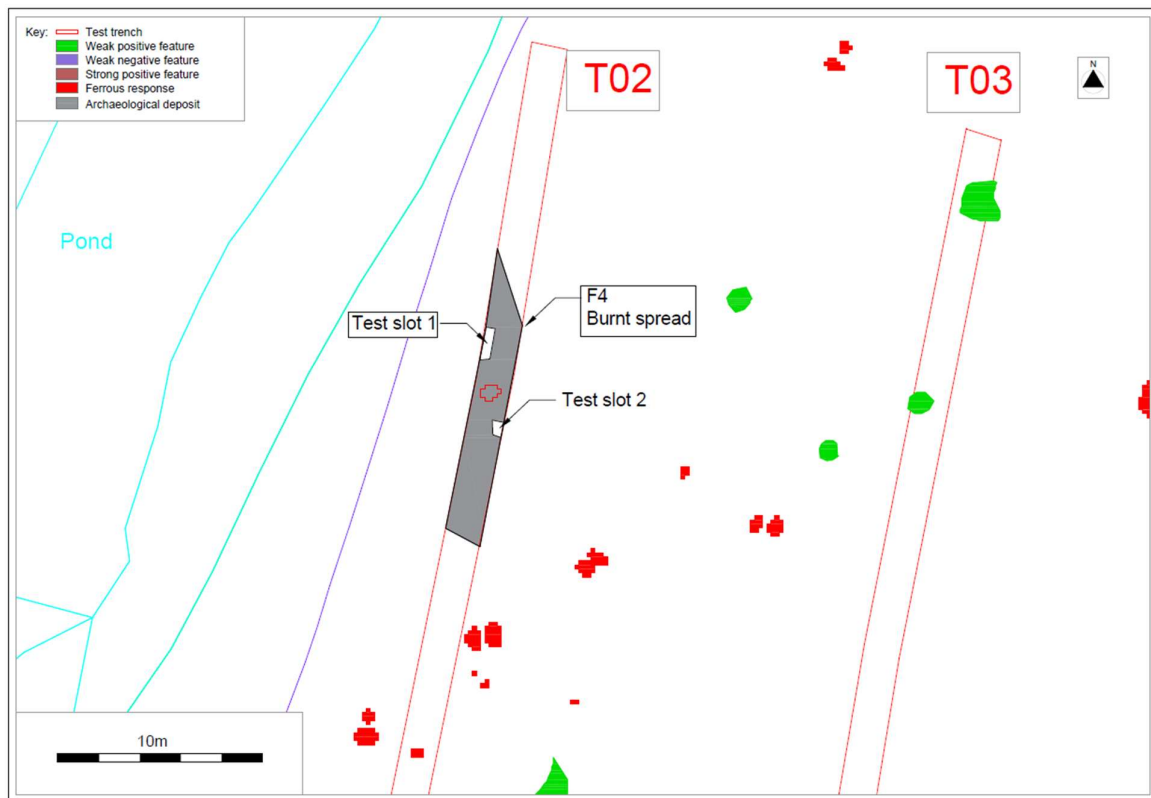 Key:
Test trench
Weak positive feature
Weak negative feature
Strong positive feature
Ferrous response
Archaeological deposit
T02
T03
N
Pond
F4
Burnt spread
Test slot 1
Test slot 2
10m